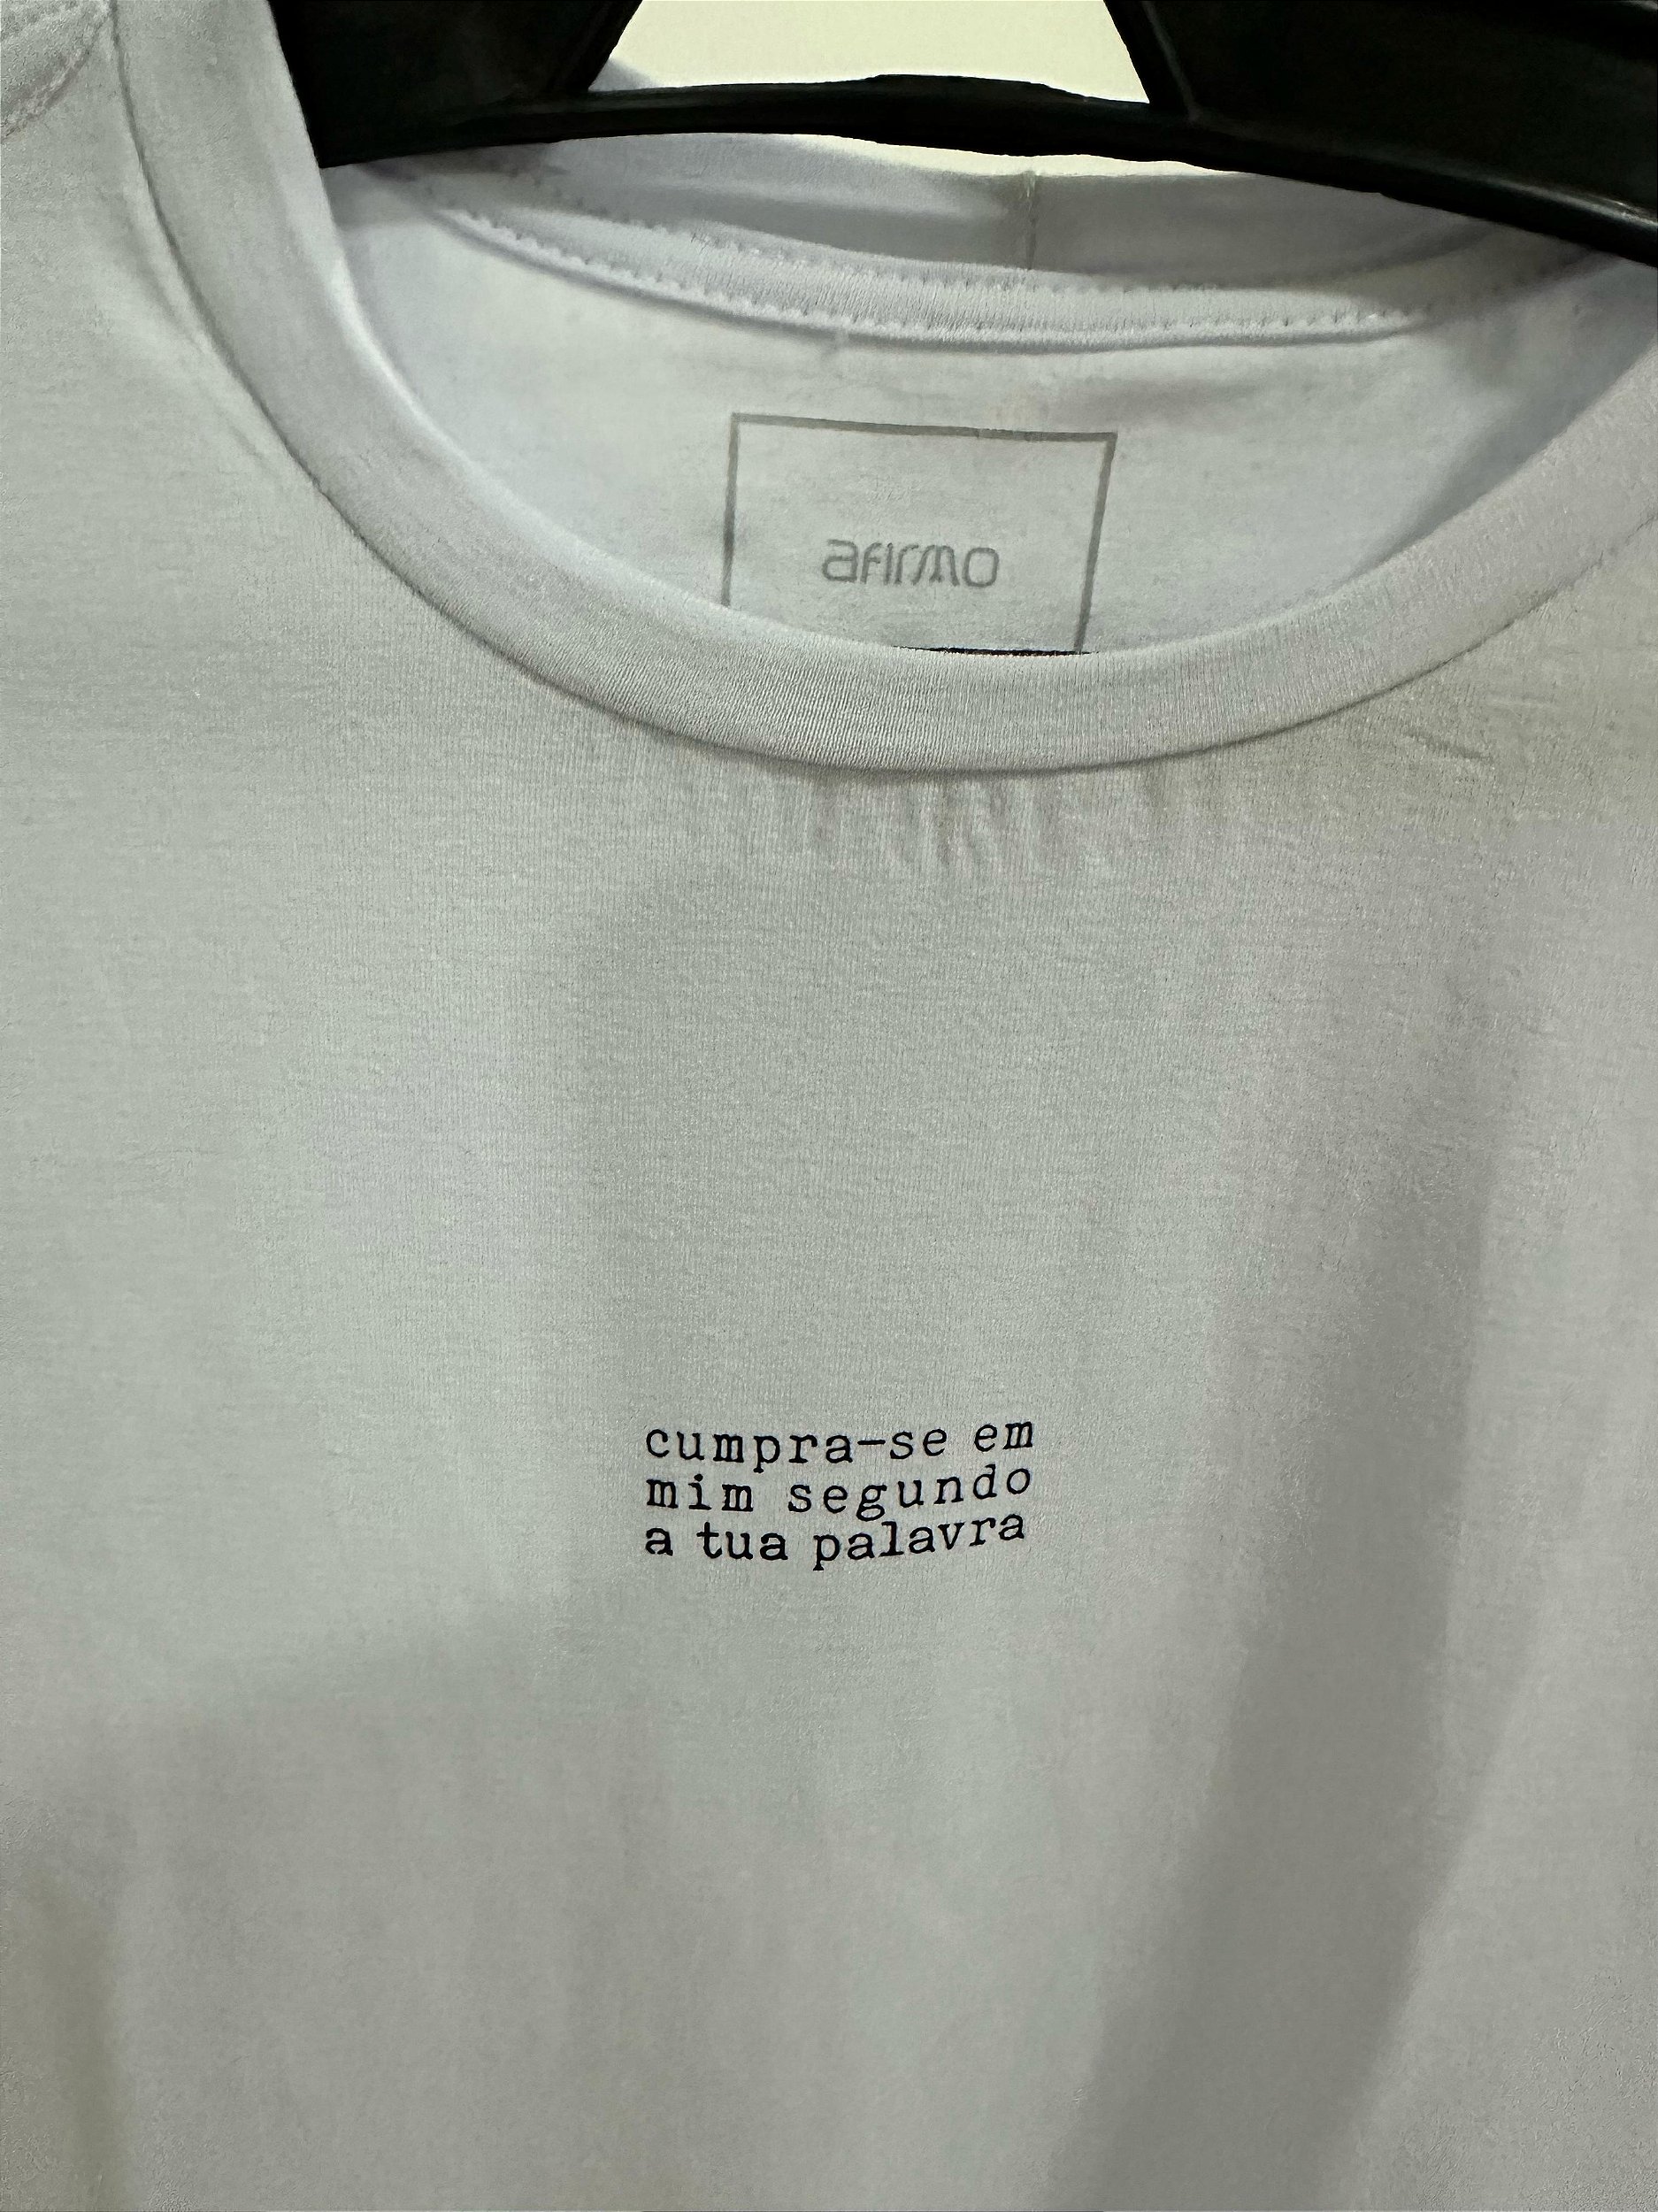 afirmo
cumpra-se em
mim segundo
a tua palavra